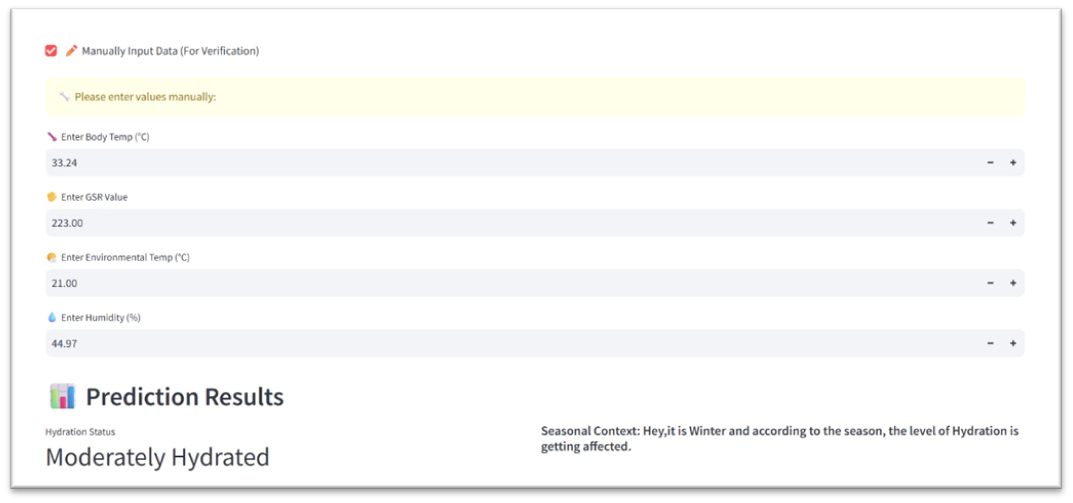 Manually Input Data (For Verification)
Please enter values manually:
Enter Body Temp (°C)
33.24
Enter GSR Value
223.00
Enter Environmental Temp (°C)
21.00
Enter Humidity (%)
44.97
Prediction Results
Hydration Status
Moderately Hydrated
Seasonal Context: Hey,it is Winter and according to the season, the level of Hydration is
getting affected.